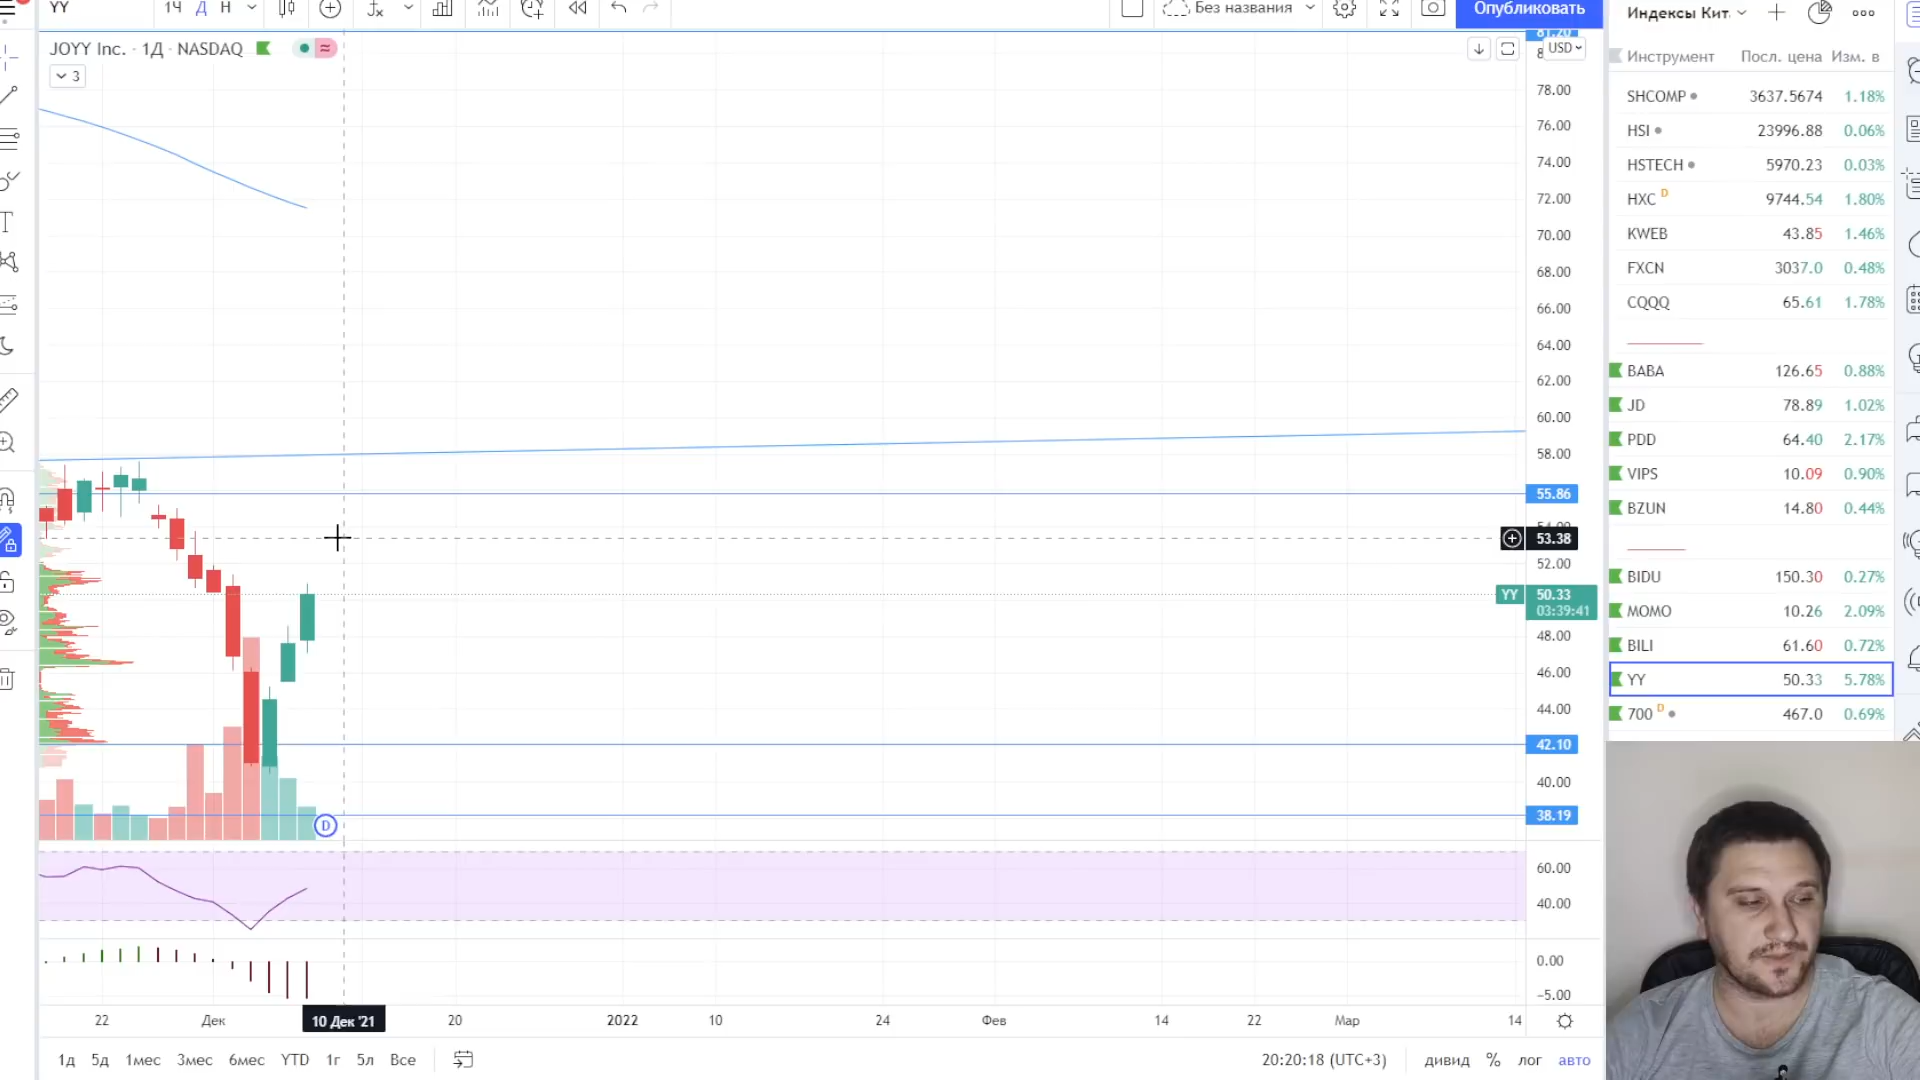 YY 1Ч Д Н Без названия Опубликовать
JOYY Inc. · 1Д · NASDAQ
3
81.20
USD
78.00
76.00
74.00
72.00
70.00
68.00
66.00
64.00
62.00
60.00
58.00
55.86
53.38
52.00
YY 50.33
03:39:41
48.00
46.00
44.00
42.10
40.00
38.19
D
60.00
40.00
0.00
−5.00
22 Дек 10 Дек '21 20 2022 10 24 Фев 14 22 Мар 14
1д 5д 1мес 3мес 6мес YTD 1г 5л Все 20:20:18 (UTC+3) дивид % лог авто
Индексы Кит.
Инструмент Посл. цена Изм. в
SHCOMP 3637.5674 1.18%
HSI 23996.88 0.06%
HSTECH 5970.23 0.03%
HXC D 9744.54 1.80%
KWEB 43.85 1.46%
FXCN 3037.0 0.48%
CQQQ 65.61 1.78%
BABA 126.65 0.88%
JD 78.89 1.02%
PDD 64.40 2.17%
VIPS 10.09 0.90%
BZUN 14.80 0.44%
BIDU 150.30 0.27%
MOMO 10.26 2.09%
BILI 61.60 0.72%
YY 50.33 5.78%
700 D 467.0 0.69%